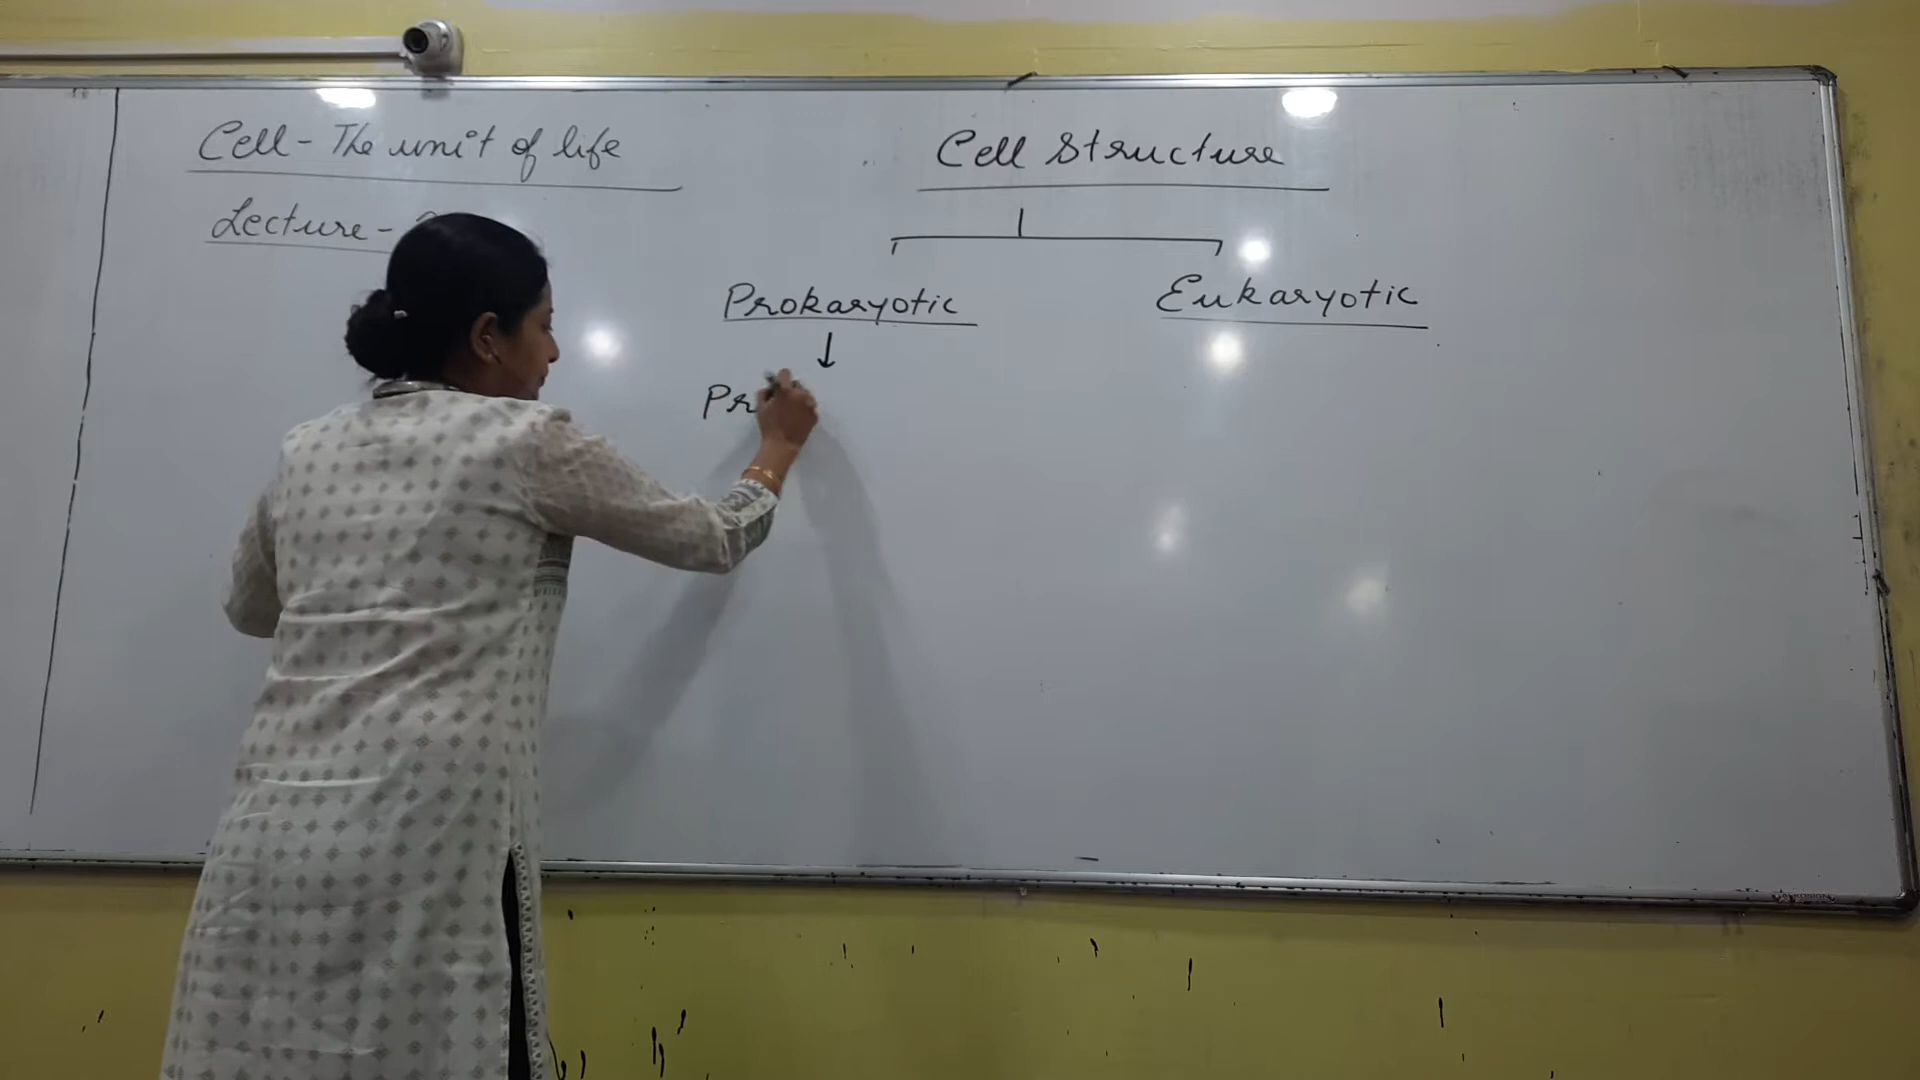 Cell - The unit of life
Lecture -
Cell Structure
Prokaryotic
Eukaryotic
Pr